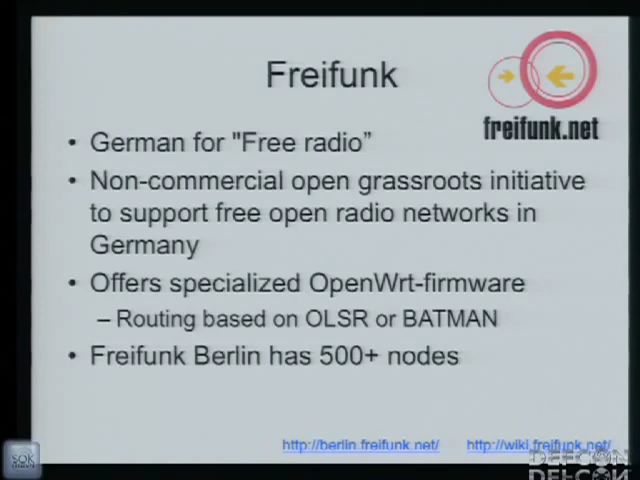 Freifunk
freifunk.net
• German for "Free radio”
• Non-commercial open grassroots initiative
to support free open radio networks in
Germany
• Offers specialized OpenWrt-firmware
– Routing based on OLSR or BATMAN
• Freifunk Berlin has 500+ nodes
http://berlin.freifunk.net/ http://wiki.freifunk.net/
SOK
DEFCON
DEFCON